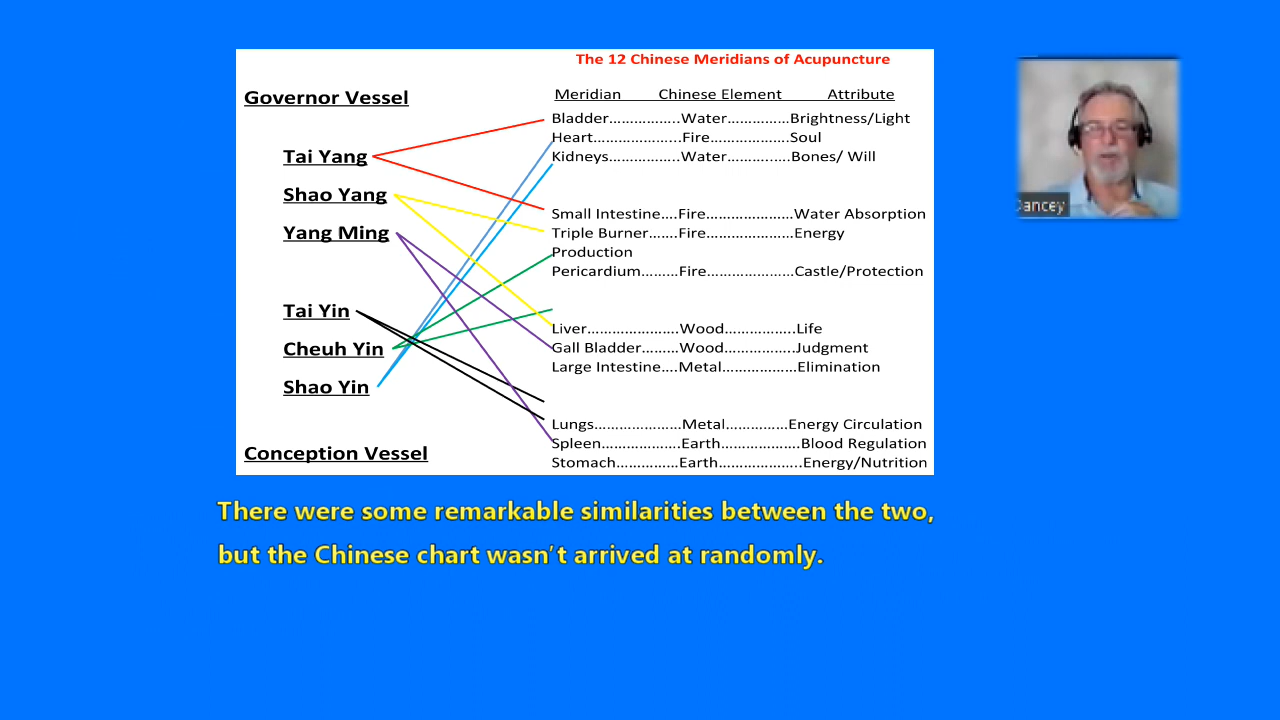 The 12 Chinese Meridians of Acupuncture
Governor Vessel
Meridian Chinese Element Attribute
Bladder.................Water..............Brightness/Light
Heart.....................Fire.....................Soul
Kidneys.................Water...............Bones/ Will
Tai Yang
Shao Yang
Yang Ming
Small Intestine....Fire......................Water Absorption
Triple Burner.......Fire......................Energy
Production
Pericardium.........Fire......................Castle/Protection
Tai Yin
Cheuh Yin
Shao Yin
Liver.......................Wood..................Life
Gall Bladder.........Wood..................Judgment
Large Intestine....Metal...................Elimination
Lungs......................Metal...............Energy Circulation
Spleen....................Earth....................Blood Regulation
Stomach................Earth.....................Energy/Nutrition
Conception Vessel
Dancey
There were some remarkable similarities between the two,
but the Chinese chart wasn't arrived at randomly.